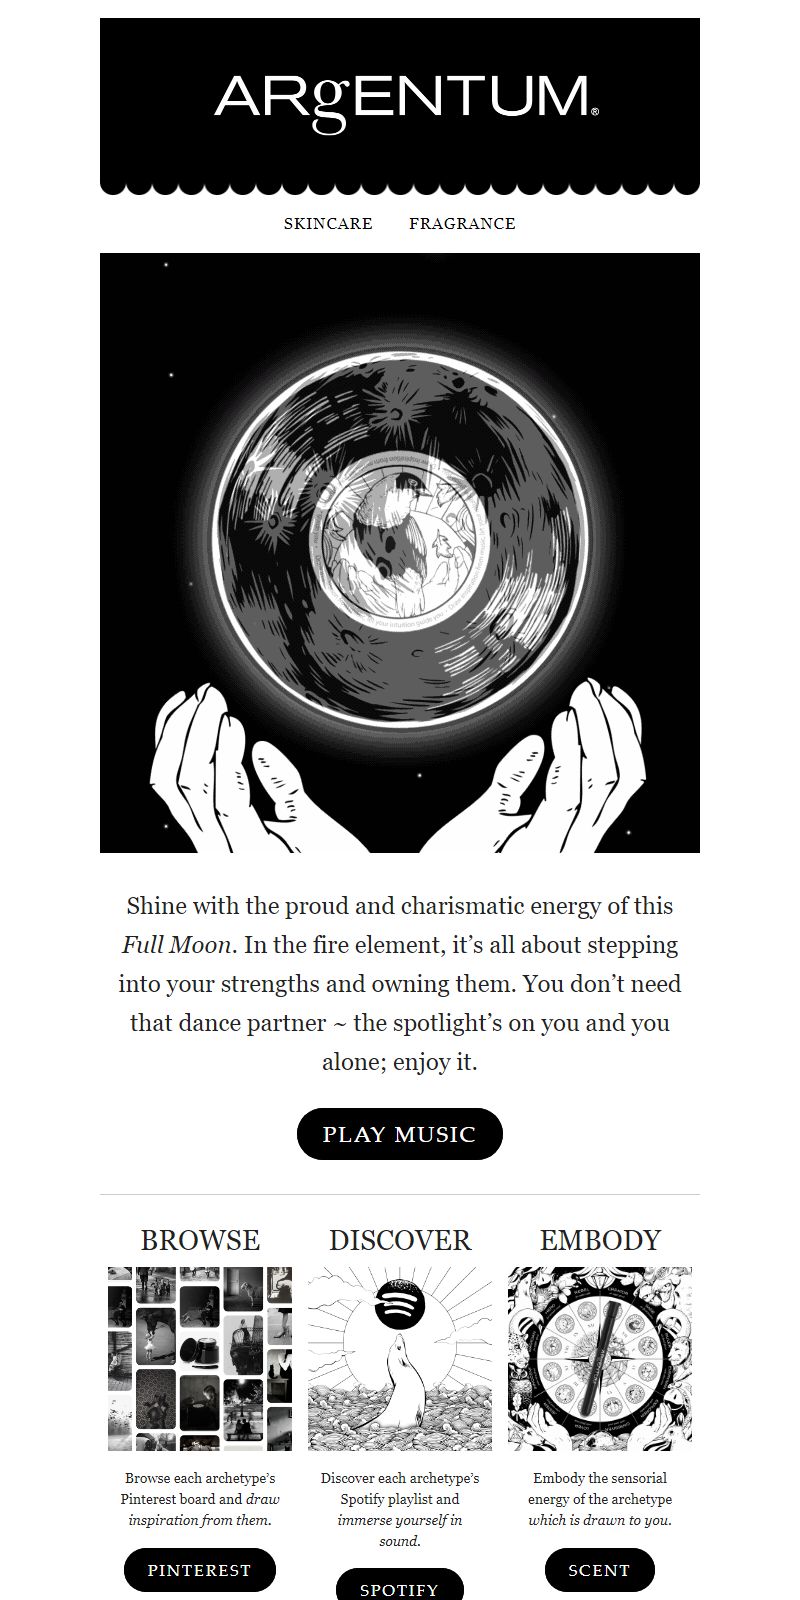 ARgENTUM®
SKINCARE FRAGRANCE
Shine with the proud and charismatic energy of this
Full Moon. In the fire element, it’s all about stepping
into your strengths and owning them. You don’t need
that dance partner ~ the spotlight’s on you and you
alone; enjoy it.
PLAY MUSIC
BROWSE
Browse each archetype’s
Pinterest board and draw
inspiration from them.
PINTEREST
DISCOVER
Discover each archetype’s
Spotify playlist and
immerse yourself in
sound.
SPOTIFY
EMBODY
Embody the sensorial
energy of the archetype
which is drawn to you.
SCENT